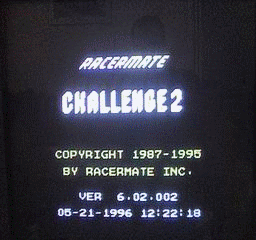 RACERMATE
CHALLENGE 2
COPYRIGHT 1987-1995
BY RACERMATE INC.
VER 6.02.002
05-21-1996 12:22:18